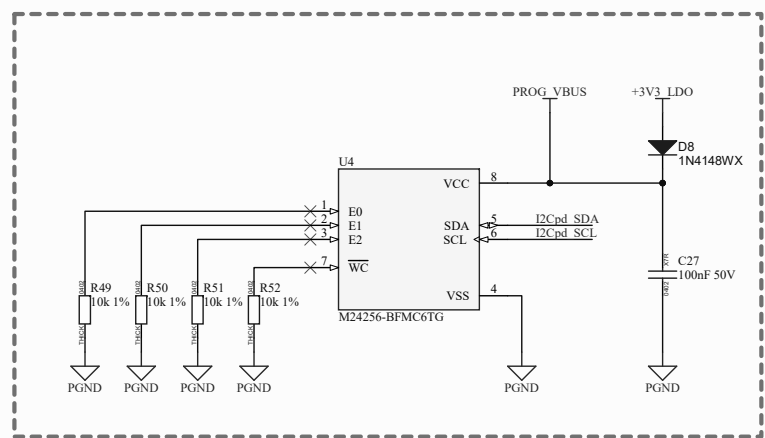 PROG_VBUS
+3V3_LDO
D8
1N4148WX
U4
VCC
8
1
E0
2
E1
3
E2
7
WC
SDA
5
I2Cpd_SDA
SCL
6
I2Cpd_SCL
VSS
4
M24256-BFMC6TG
0402
R49
10k 1%
THICK
0402
R50
10k 1%
THICK
0402
R51
10k 1%
THICK
0402
R52
10k 1%
THICK
X7R
C27
100nF 50V
0402
PGND
PGND
PGND
PGND
PGND
PGND